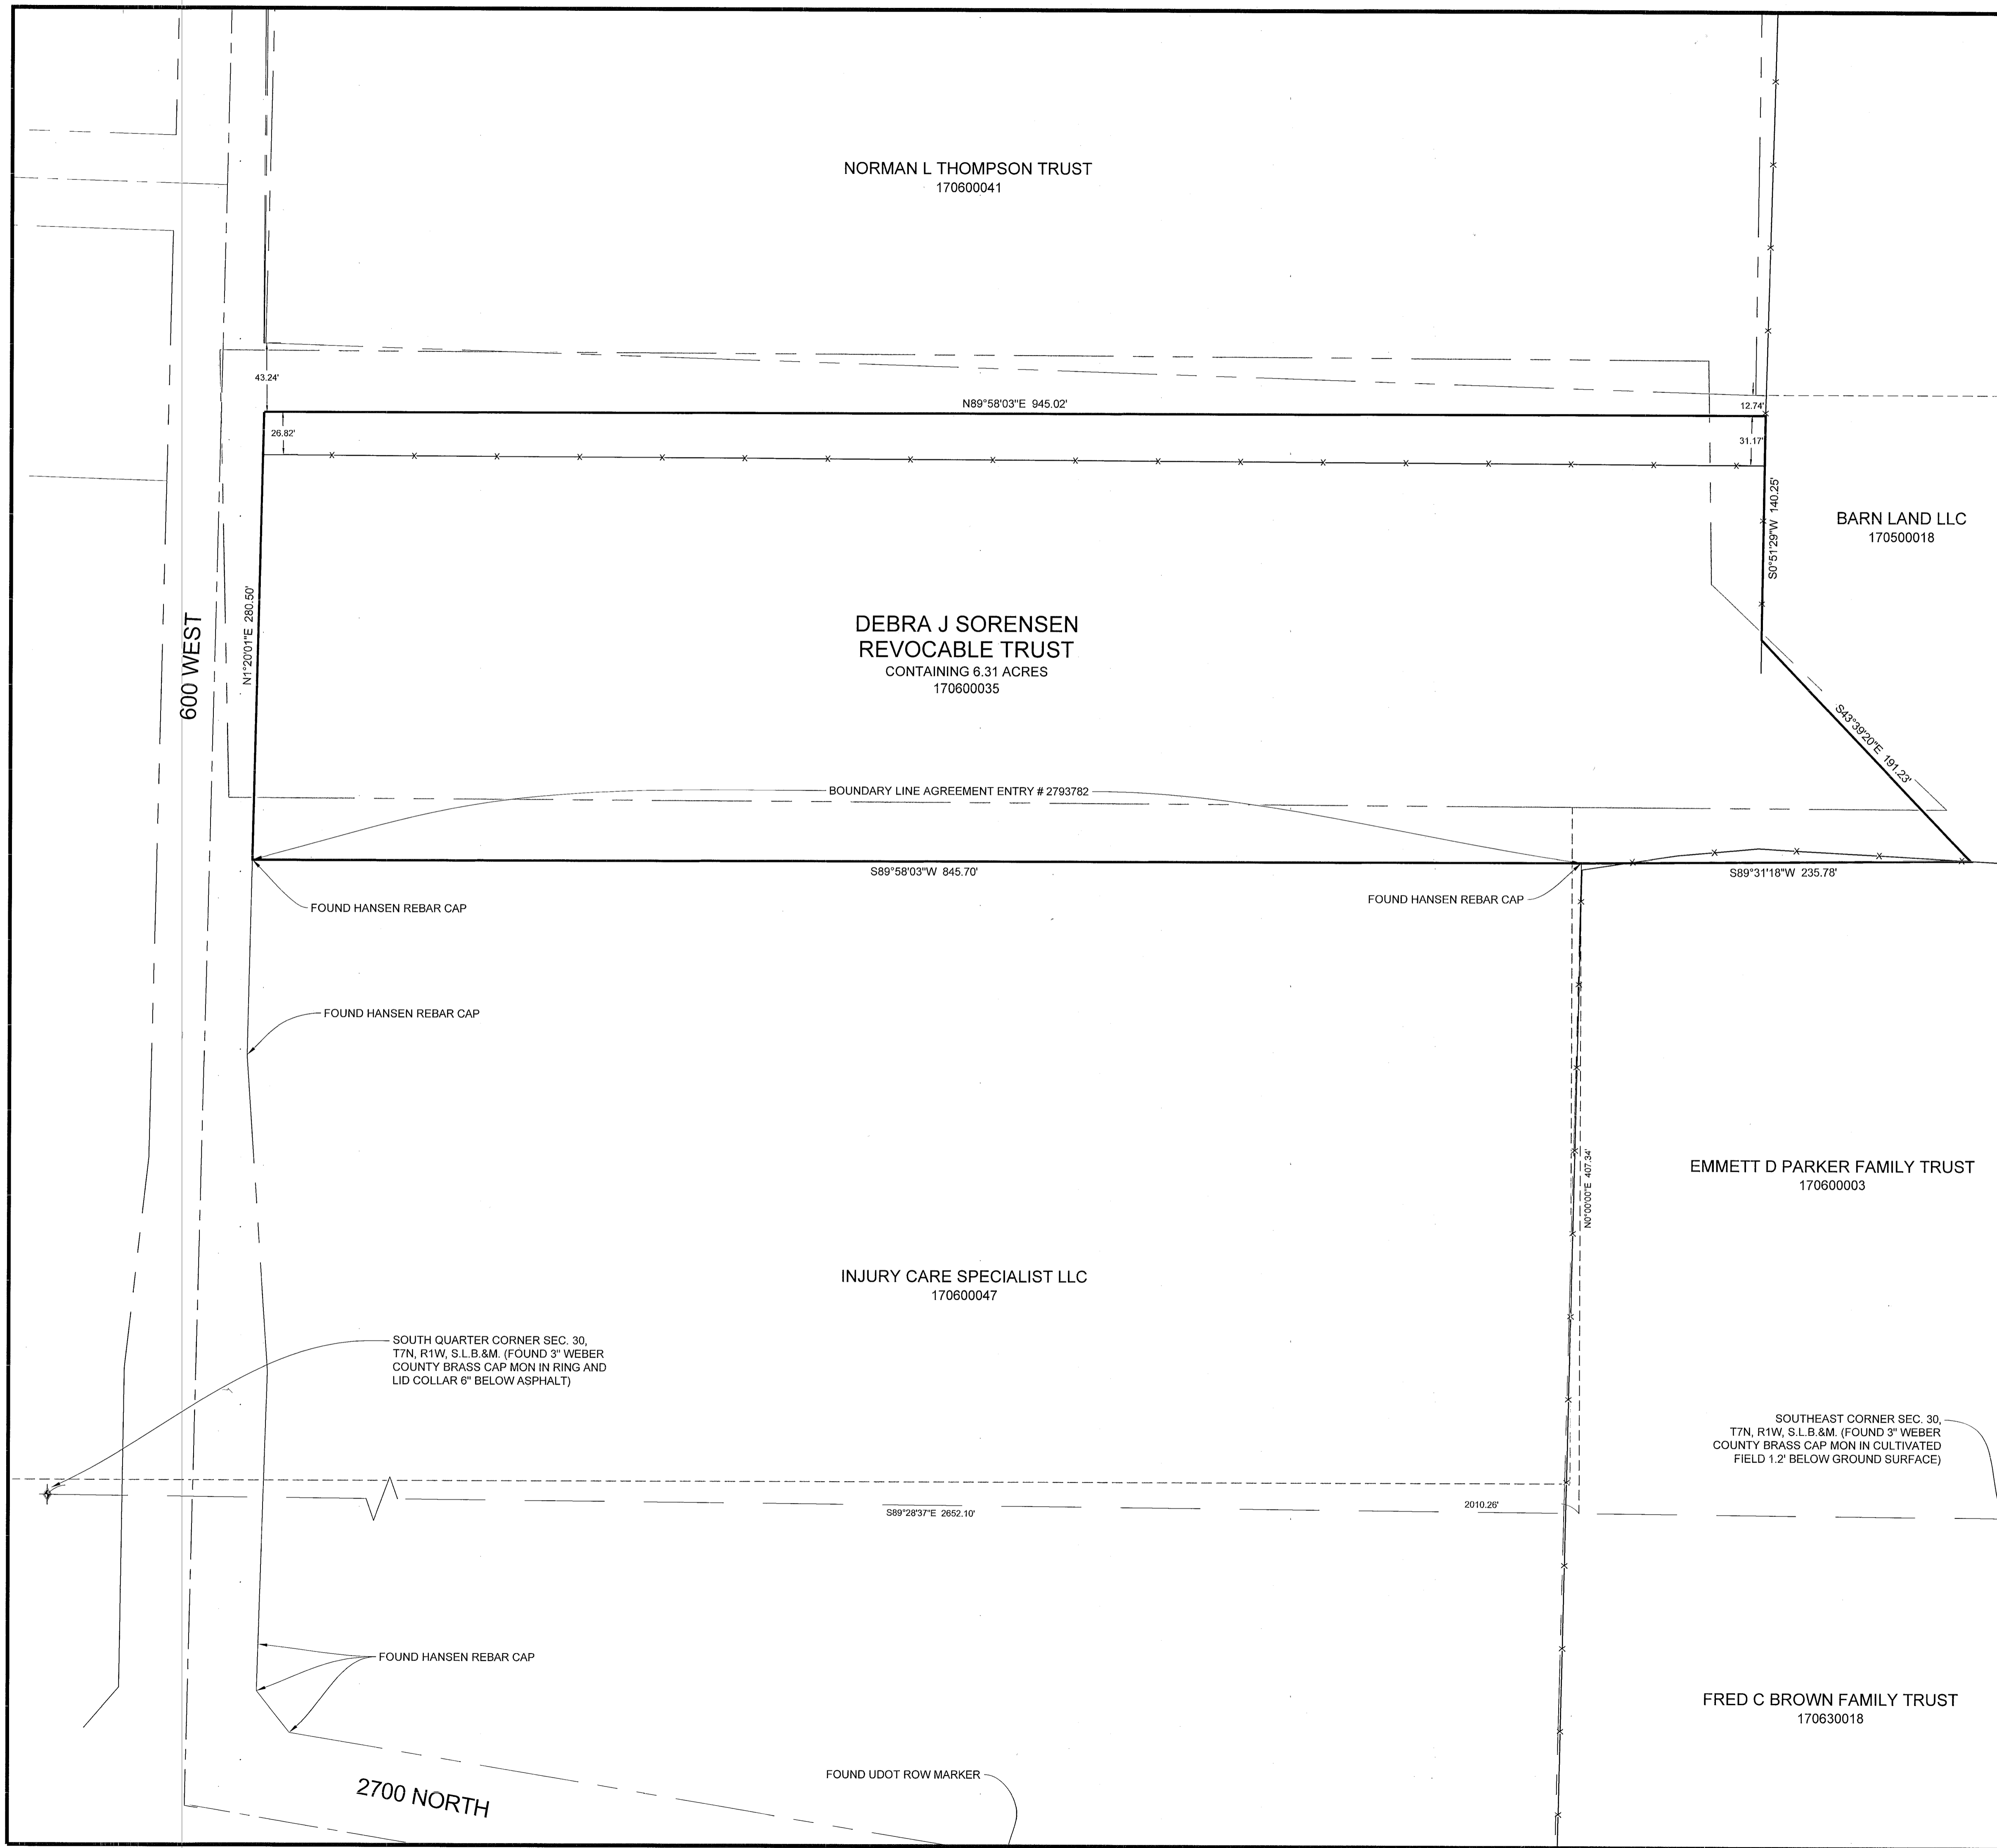 NORMAN L THOMPSON TRUST
170600041
43.24'
N89°58'03"E 945.02'
12.74'
26.82'
31.17'
S0°51'29"W 140.25'
BARN LAND LLC
170500018
600 WEST
N1°20'01"E 280.50'
DEBRA J SORENSEN
REVOCABLE TRUST
CONTAINING 6.31 ACRES
170600035
S43°39'20"E 191.23'
BOUNDARY LINE AGREEMENT ENTRY # 2793782
S89°58'03"W 845.70'
S89°31'18"W 235.78'
FOUND HANSEN REBAR CAP
FOUND HANSEN REBAR CAP
FOUND HANSEN REBAR CAP
N0°00'00"E 407.34'
EMMETT D PARKER FAMILY TRUST
170600003
INJURY CARE SPECIALIST LLC
170600047
SOUTH QUARTER CORNER SEC. 30,
T7N, R1W, S.L.B.&M. (FOUND 3" WEBER
COUNTY BRASS CAP MON IN RING AND
LID COLLAR 6" BELOW ASPHALT)
SOUTHEAST CORNER SEC. 30,
T7N, R1W, S.L.B.&M. (FOUND 3" WEBER
COUNTY BRASS CAP MON IN CULTIVATED
FIELD 1.2' BELOW GROUND SURFACE)
S89°28'37"E 2652.10'
2010.26'
FOUND HANSEN REBAR CAP
FRED C BROWN FAMILY TRUST
170630018
FOUND UDOT ROW MARKER
2700 NORTH